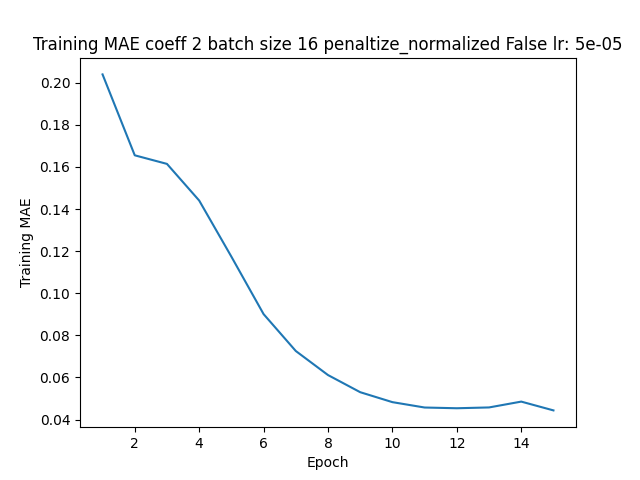 Training MAE coeff 2 batch size 16 penaltize_normalized False lr: 5e-05
0.20
0.18
0.16
0.14
0.12
0.10
0.08
0.06
0.04
Training MAE
2 4 6 8 10 12 14
Epoch